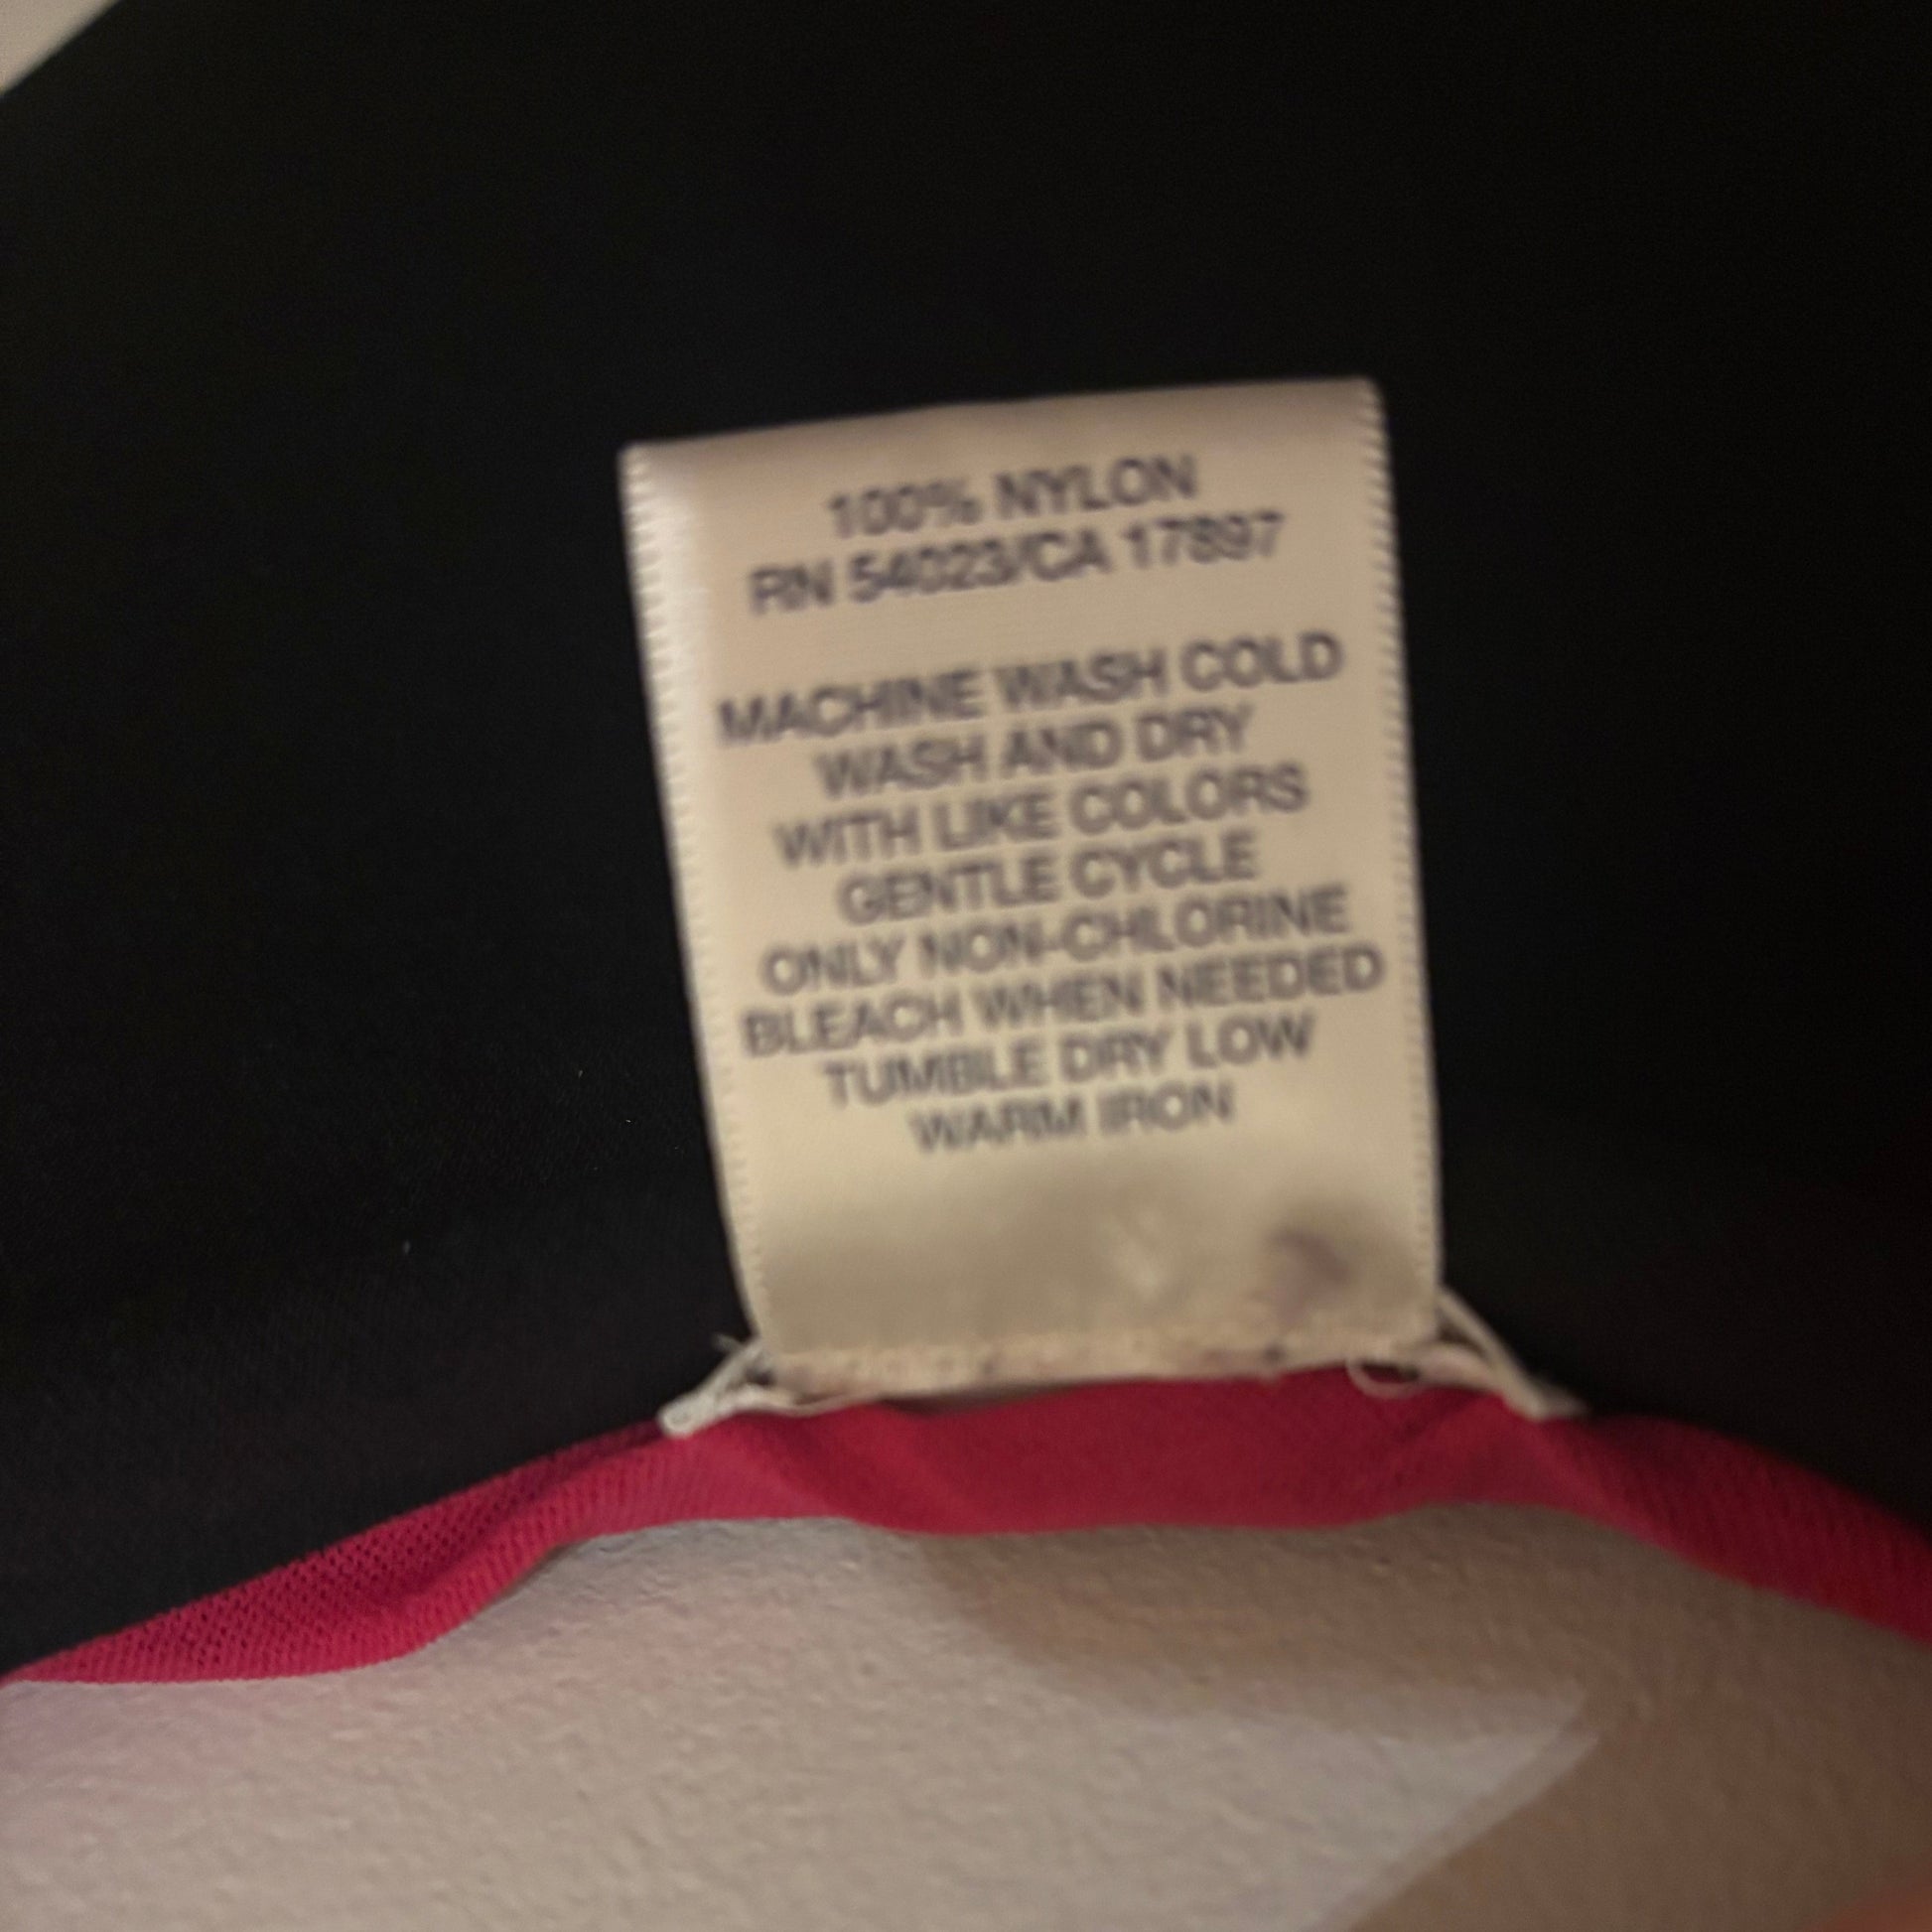 100% NYLON
RN 54023/CA 17897
MACHINE WASH COLD
WASH AND DRY
WITH LIKE COLORS
GENTLE CYCLE
ONLY NON-CHLORINE
BLEACH WHEN NEEDED
TUMBLE DRY LOW
WARM IRON